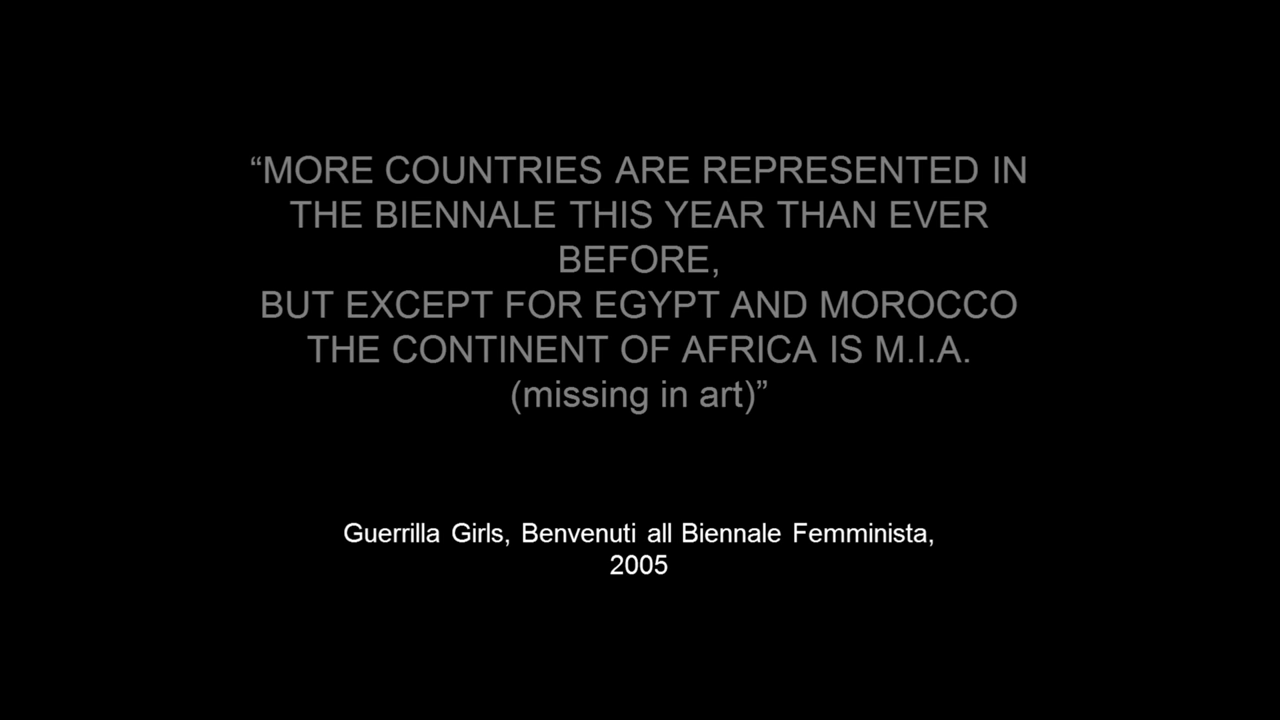 “MORE COUNTRIES ARE REPRESENTED IN
THE BIENNALE THIS YEAR THAN EVER
BEFORE,
BUT EXCEPT FOR EGYPT AND MOROCCO
THE CONTINENT OF AFRICA IS M.I.A.
(missing in art)”
Guerrilla Girls, Benvenuti all Biennale Femminista,
2005